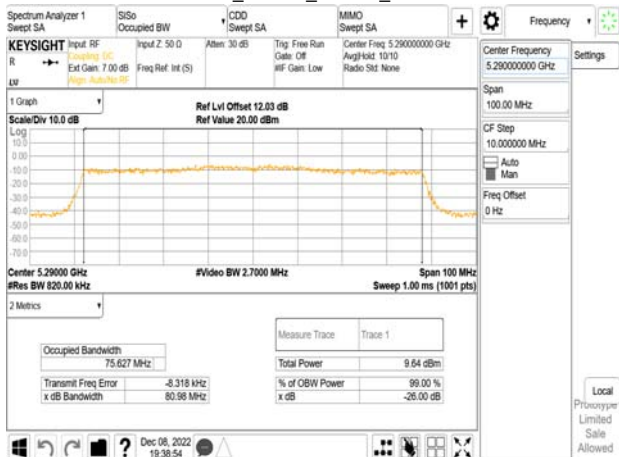 Spectrum Analyzer 1
Swept SA
SiSo
Occupied BW
CDD
Swept SA
MIMO
Swept SA
+
Frequency
KEYSIGHT
R
Input: RF
Coupling: DC
Ext Gain: 7.00 dB
Align: Auto/No RF
Input Z: 50 Ω
Freq Ref: Int (S)
Atten: 30 dB
Trig: Free Run
Gate: Off
#IF Gain: Low
Center Freq: 5.290000000 GHz
Avg|Hold: 10/10
Radio Std: None
Center Frequency
5.290000000 GHz
Settings
Span
100.00 MHz
CF Step
10.000000 MHz
Auto
Man
Freq Offset
0 Hz
1 Graph
Scale/Div 10.0 dB
Ref Lvl Offset 12.03 dB
Ref Value 20.00 dBm
Log
10.0
0.00
-10.0
-20.0
-30.0
-40.0
-50.0
-60.0
-70.0
Center 5.29000 GHz
#Res BW 820.00 kHz
#Video BW 2.7000 MHz
Span 100 MHz
Sweep 1.00 ms (1001 pts)
2 Metrics
Measure Trace Trace 1
Occupied Bandwidth
75.627 MHz
Total Power 9.64 dBm
Transmit Freq Error -8.318 kHz
% of OBW Power 99.00 %
x dB Bandwidth 80.98 MHz
x dB -26.00 dB
Local
Prototype
Limited
Sale
Allowed
?
Dec 08, 2022
19:38:54